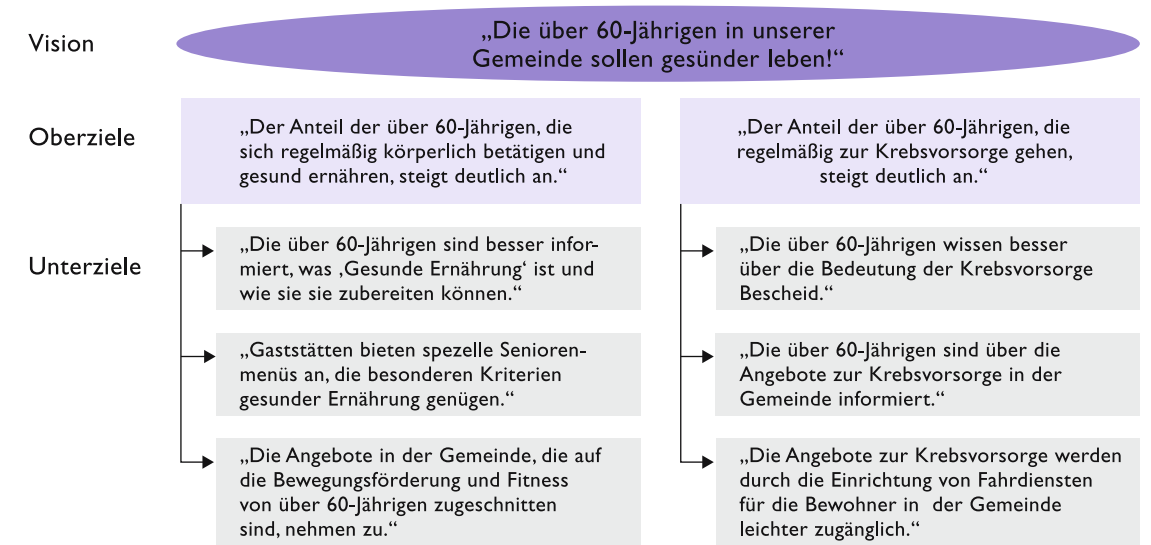 Vision
„Die über 60-Jährigen in unserer
Gemeinde sollen gesünder leben!“
Oberziele
„Der Anteil der über 60-Jährigen, die
sich regelmäßig körperlich betätigen und
gesund ernähren, steigt deutlich an.“
„Der Anteil der über 60-Jährigen, die
regelmäßig zur Krebsvorsorge gehen,
steigt deutlich an.“
Unterziele
„Die über 60-Jährigen sind besser infor-
miert, was ‚Gesunde Ernährung‘ ist und
wie sie sie zubereiten können.“
„Gaststätten bieten spezelle Senioren-
menüs an, die besonderen Kriterien
gesunder Ernährung genügen.“
„Die Angebote in der Gemeinde, die auf
die Bewegungsförderung und Fitness
von über 60-Jährigen zugeschnitten
sind, nehmen zu.“
„Die über 60-Jährigen wissen besser
über die Bedeutung der Krebsvorsorge
Bescheid.“
„Die über 60-Jährigen sind über die
Angebote zur Krebsvorsorge in der
Gemeinde informiert.“
„Die Angebote zur Krebsvorsorge werden
durch die Einrichtung von Fahrdiensten
für die Bewohner in der Gemeinde
leichter zugänglich.“